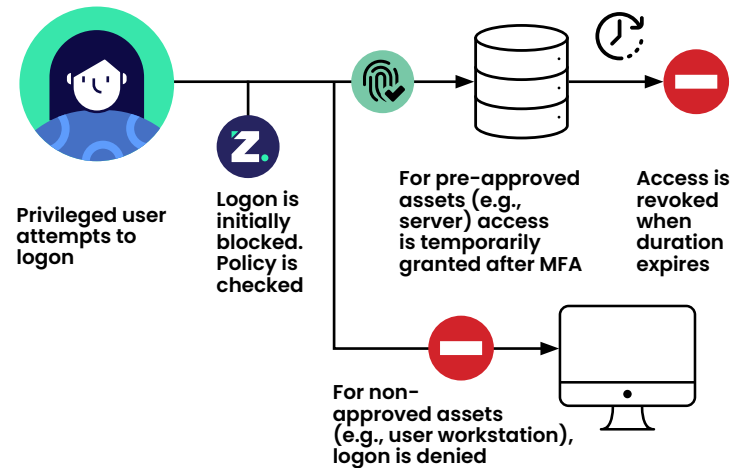 Z.
Privileged user
attempts to
logon
Logon is
initially
blocked.
Policy is
checked
For pre-approved
assets (e.g.,
server) access
is temporarily
granted after MFA
Access is
revoked
when
duration
expires
For non-
approved assets
(e.g., user workstation),
logon is denied